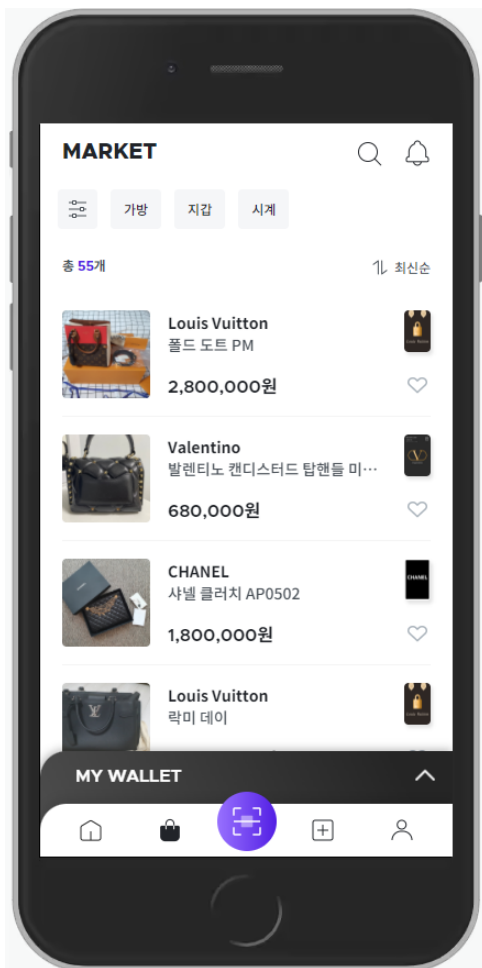 MARKET
가방 지갑 시계
총 55개
최신순
Louis Vuitton
폴드 도트 PM
2,800,000원
Valentino
발렌티노 캔디스터드 탑핸들 미…
680,000원
CHANEL
샤넬 클러치 AP0502
1,800,000원
CHANEL
Louis Vuitton
락미 데이
MY WALLET